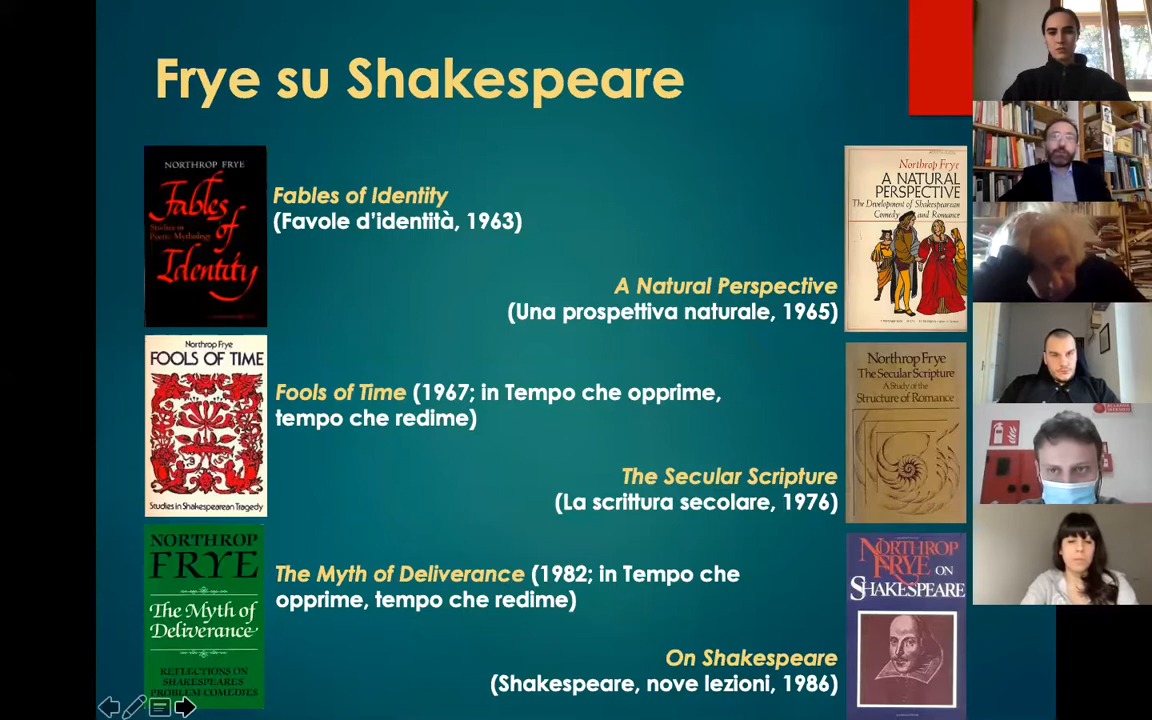 Frye su Shakespeare
NORTHROP FRYE
Fables
of
Identity
Studies in
Poetic Mythology
Fables of Identity
(Favole d'identità, 1963)
Northrop Frye
A NATURAL
PERSPECTIVE
The Development of Shakespearean
Comedy and Romance
A Natural Perspective
(Una prospettiva naturale, 1965)
Northrop Frye
FOOLS OF TIME
Studies in Shakespearean Tragedy
Fools of Time (1967; in Tempo che opprime,
tempo che redime)
Northrop Frye
The Secular Scripture
A Study of the
Structure of Romance
The Secular Scripture
(La scrittura secolare, 1976)
NORTHROP
FRYE
The Myth of
Deliverance
REFLECTIONS ON
SHAKESPEARE'S
PROBLEM COMEDIES
The Myth of Deliverance (1982; in Tempo che
opprime, tempo che redime)
NORTHROP
FRYE ON
SHAKESPEARE
On Shakespeare
(Shakespeare, nove lezioni, 1986)